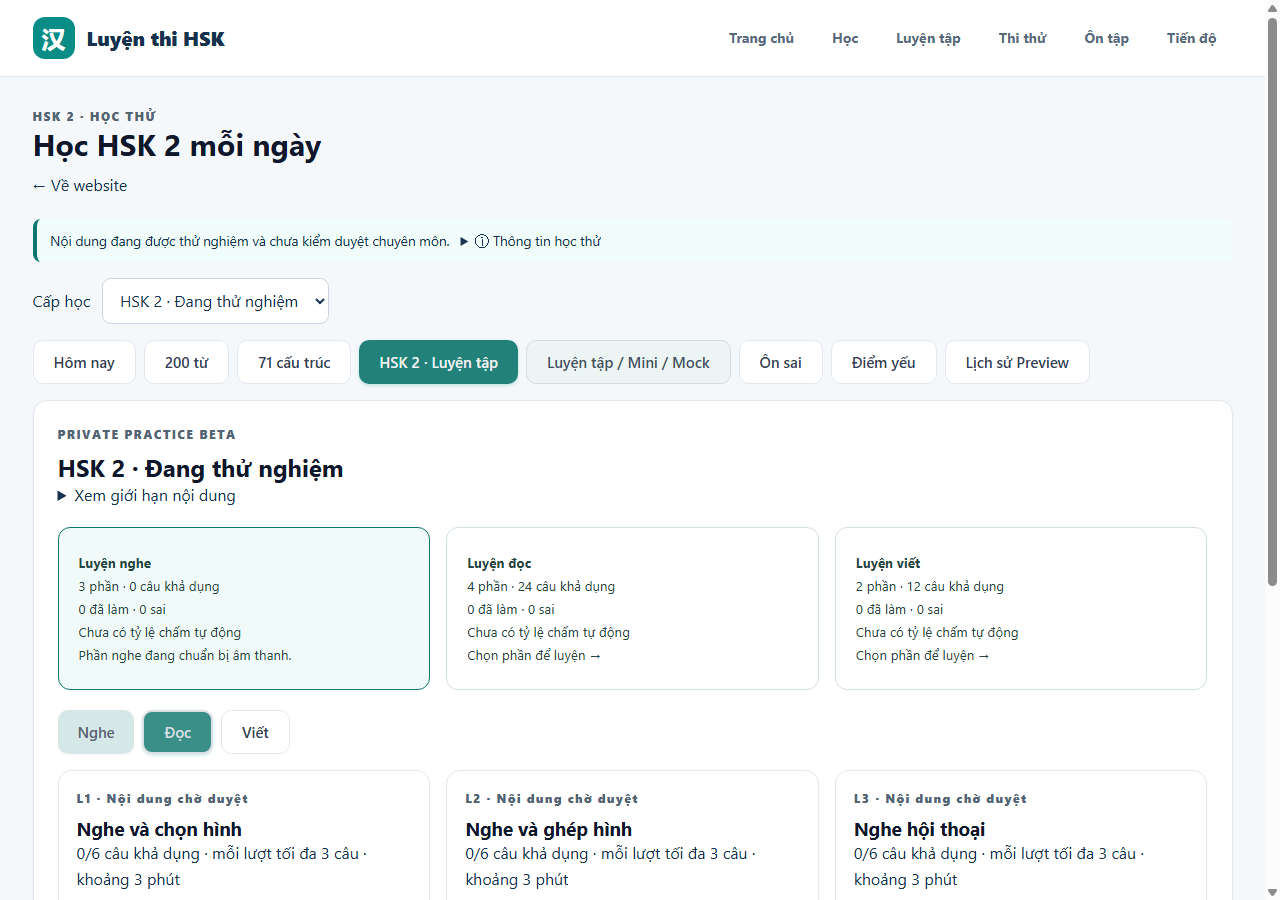 汉 Luyện thi HSK
Trang chủ Học Luyện tập Thi thử Ôn tập Tiến độ
HSK 2 · HỌC THỬ
Học HSK 2 mỗi ngày
← Về website
Nội dung đang được thử nghiệm và chưa kiểm duyệt chuyên môn. ▶ ⓘ Thông tin học thử
Cấp học HSK 2 · Đang thử nghiệm
Hôm nay 200 từ 71 cấu trúc HSK 2 · Luyện tập Luyện tập / Mini / Mock Ôn sai Điểm yếu Lịch sử Preview
PRIVATE PRACTICE BETA
HSK 2 · Đang thử nghiệm
▶ Xem giới hạn nội dung
Luyện nghe
3 phần · 0 câu khả dụng
0 đã làm · 0 sai
Chưa có tỷ lệ chấm tự động
Phần nghe đang chuẩn bị âm thanh.
Luyện đọc
4 phần · 24 câu khả dụng
0 đã làm · 0 sai
Chưa có tỷ lệ chấm tự động
Chọn phần để luyện →
Luyện viết
2 phần · 12 câu khả dụng
0 đã làm · 0 sai
Chưa có tỷ lệ chấm tự động
Chọn phần để luyện →
Nghe Đọc Viết
L1 · Nội dung chờ duyệt
Nghe và chọn hình
0/6 câu khả dụng · mỗi lượt tối đa 3 câu ·
khoảng 3 phút
L2 · Nội dung chờ duyệt
Nghe và ghép hình
0/6 câu khả dụng · mỗi lượt tối đa 3 câu ·
khoảng 3 phút
L3 · Nội dung chờ duyệt
Nghe hội thoại
0/6 câu khả dụng · mỗi lượt tối đa 3 câu ·
khoảng 3 phút